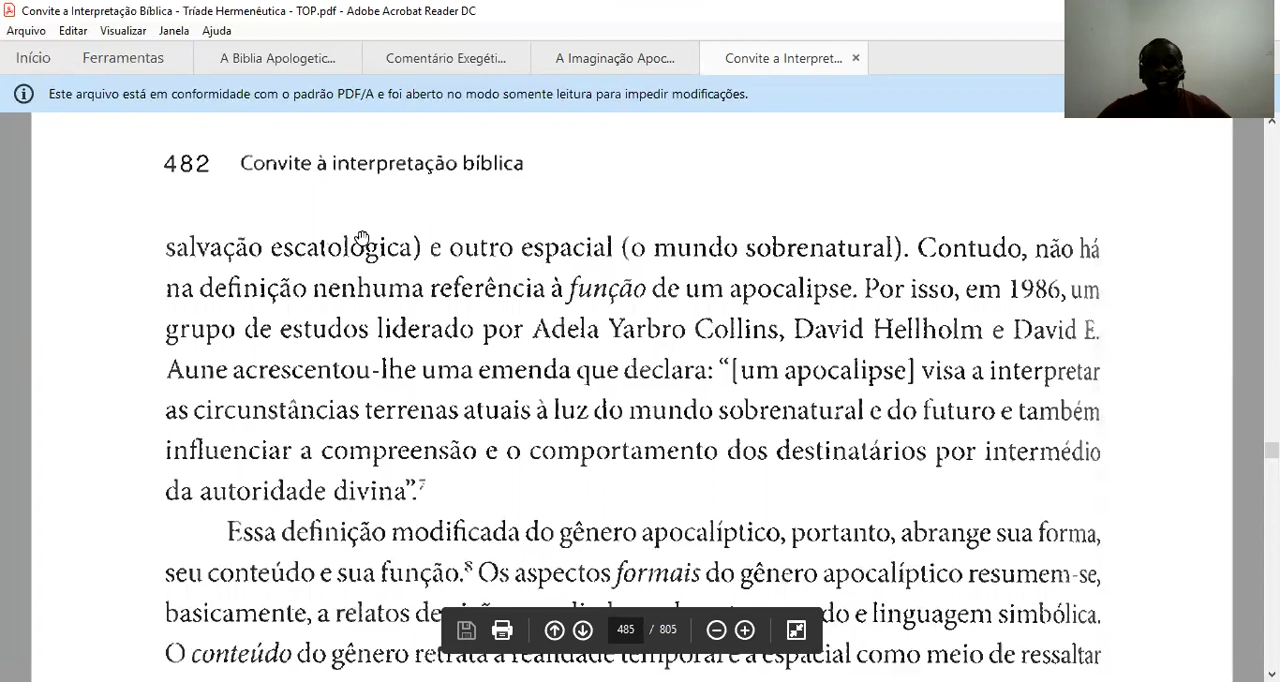 Convite a Interpretação Bíblica - Tríade Hermenêutica - TOP.pdf - Adobe Acrobat Reader DC
Arquivo Editar Visualizar Janela Ajuda
Início Ferramentas A Biblia Apologetic... Comentário Exegéti... A Imaginação Apoc... Convite a Interpret... ×
Este arquivo está em conformidade com o padrão PDF/A e foi aberto no modo somente leitura para impedir modificações.
482 Convite à interpretação bíblica
salvação escatológica) e outro espacial (o mundo sobrenatural). Contudo, não há
na definição nenhuma referência à função de um apocalipse. Por isso, em 1986, um
grupo de estudos liderado por Adela Yarbro Collins, David Hellholm e David E.
Aune acrescentou-lhe uma emenda que declara: “[um apocalipse] visa a interpretar
as circunstâncias terrenas atuais à luz do mundo sobrenatural e do futuro e também
influenciar a compreensão e o comportamento dos destinatários por intermédio
da autoridade divina”.7
Essa definição modificada do gênero apocalíptico, portanto, abrange sua forma,
seu conteúdo e sua função.8 Os aspectos formais do gênero apocalíptico resumem-se,
basicamente, a relatos de e linguagem simbólica.
O conteúdo do gênero retrata a realidade temporal e a espacial como meio de ressaltar
485 / 805